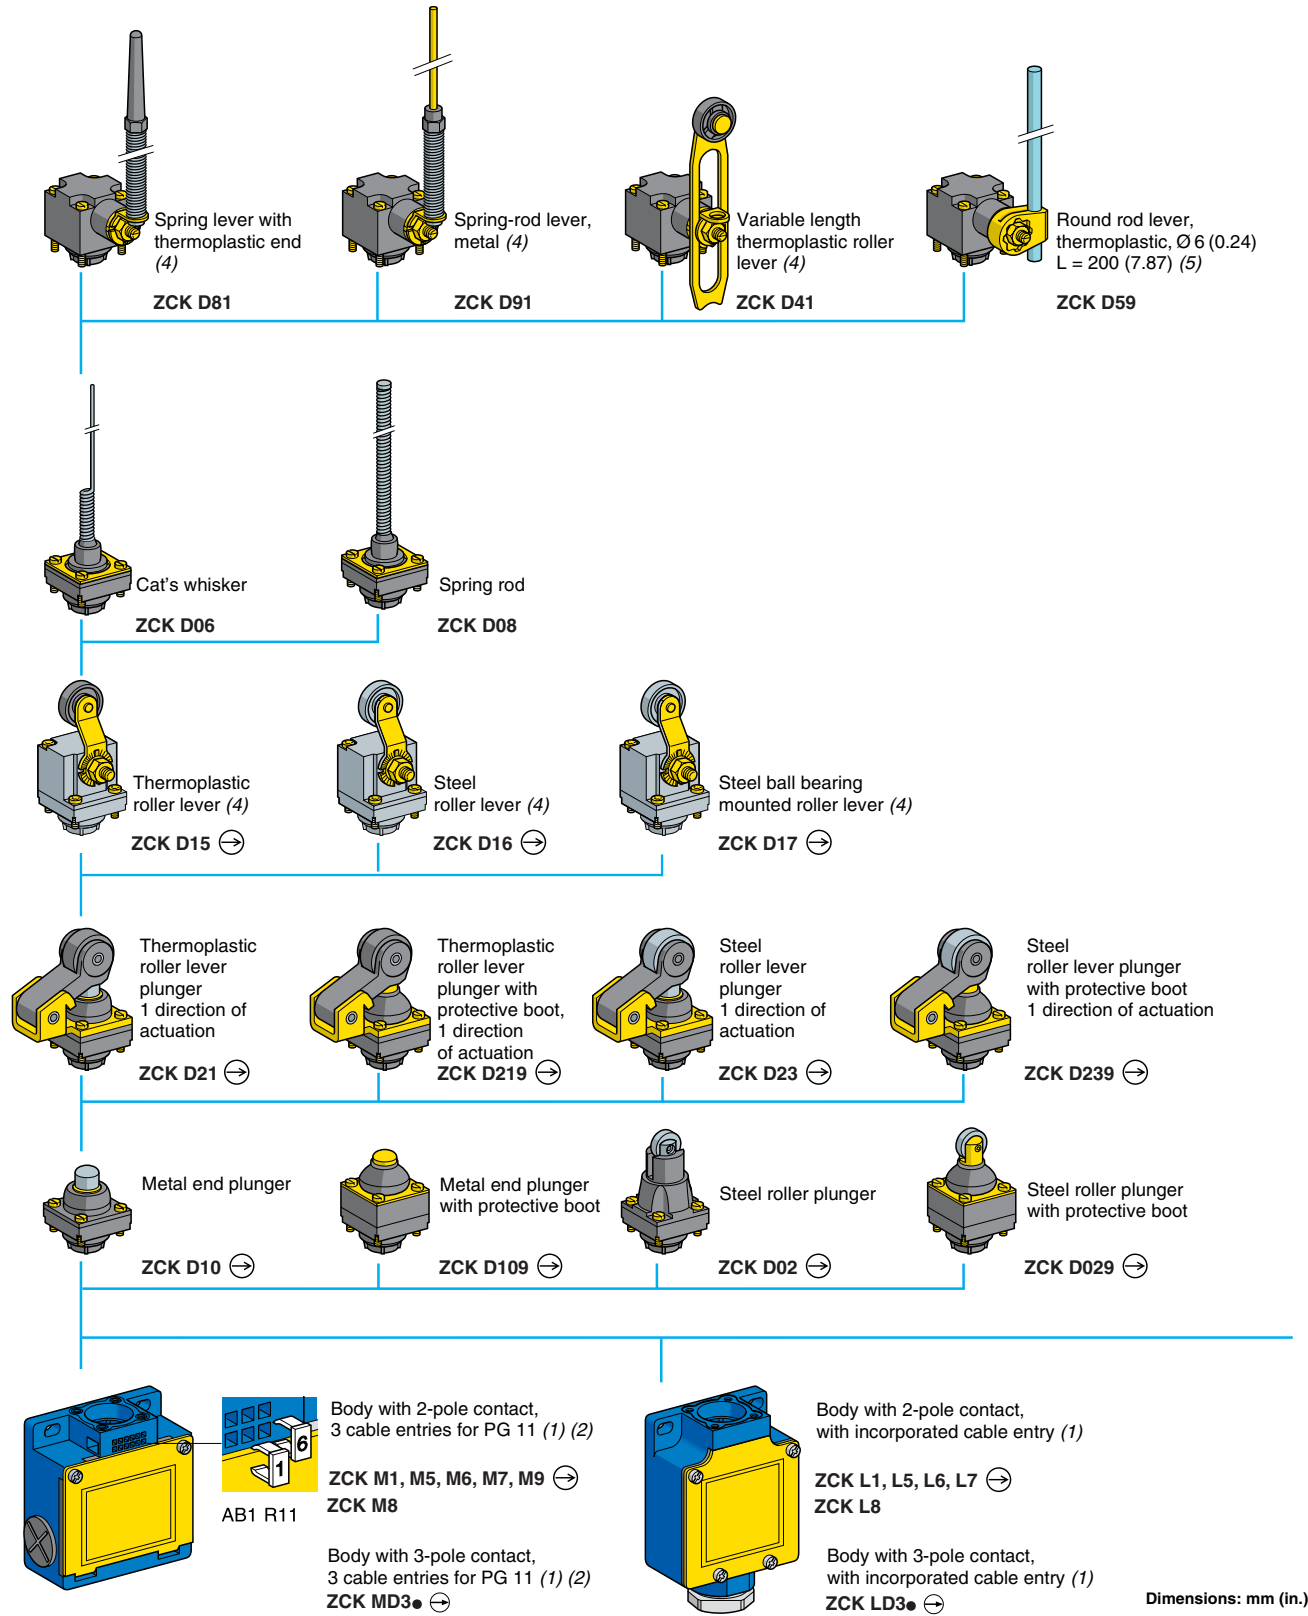 Spring lever with
thermoplastic end
(4)
ZCK D81
Spring-rod lever,
metal (4)
ZCK D91
Variable length
thermoplastic roller
lever (4)
ZCK D41
Round rod lever,
thermoplastic, Ø 6 (0.24)
L = 200 (7.87) (5)
ZCK D59
Cat's whisker
ZCK D06
Spring rod
ZCK D08
Thermoplastic
roller lever (4)
ZCK D15
Steel
roller lever (4)
ZCK D16
Steel ball bearing
mounted roller lever (4)
ZCK D17
Thermoplastic
roller lever
plunger
1 direction of
actuation
ZCK D21
Thermoplastic
roller lever
plunger with
protective boot,
1 direction
of actuation
ZCK D219
Steel
roller lever
plunger
1 direction of
actuation
ZCK D23
Steel
roller lever plunger
with protective boot
1 direction of actuation
ZCK D239
Metal end plunger
ZCK D10
Metal end plunger
with protective boot
ZCK D109
Steel roller plunger
ZCK D02
Steel roller plunger
with protective boot
ZCK D029
6
1
AB1 R11
Body with 2-pole contact,
3 cable entries for PG 11 (1) (2)
ZCK M1, M5, M6, M7, M9
ZCK M8
Body with 3-pole contact,
3 cable entries for PG 11 (1) (2)
ZCK MD3●
Body with 2-pole contact,
with incorporated cable entry (1)
ZCK L1, L5, L6, L7
ZCK L8
Body with 3-pole contact,
with incorporated cable entry (1)
ZCK LD3●
Dimensions: mm (in.)